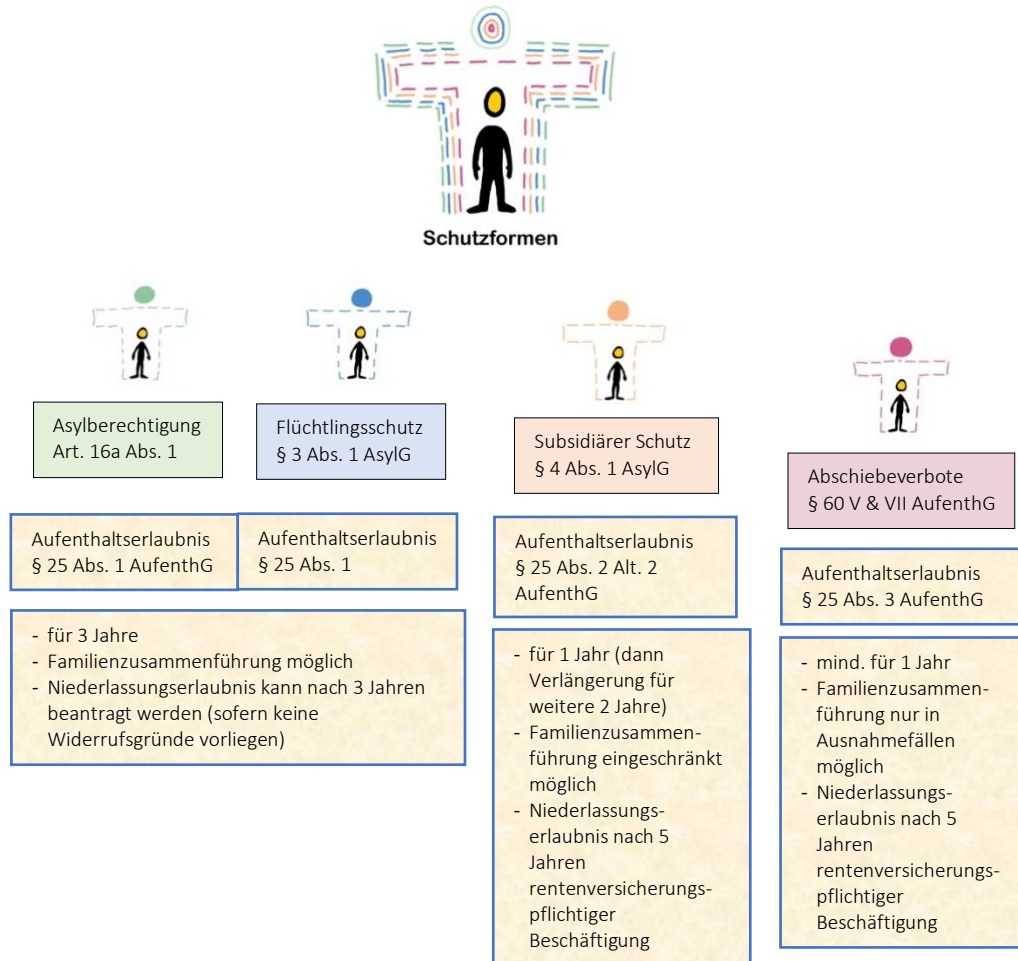 Schutzformen
Asylberechtigung
Art. 16a Abs. 1
Flüchtlingsschutz
§ 3 Abs. 1 AsylG
Subsidiärer Schutz
§ 4 Abs. 1 AsylG
Abschiebeverbote
§ 60 V & VII AufenthG
Aufenthaltserlaubnis
§ 25 Abs. 1 AufenthG
Aufenthaltserlaubnis
§ 25 Abs. 1
Aufenthaltserlaubnis
§ 25 Abs. 2 Alt. 2
AufenthG
Aufenthaltserlaubnis
§ 25 Abs. 3 AufenthG
- für 3 Jahre
- Familienzusammenführung möglich
- Niederlassungserlaubnis kann nach 3 Jahren
beantragt werden (sofern keine
Widerrufsgründe vorliegen)
- für 1 Jahr (dann
Verlängerung für
weitere 2 Jahre)
- Familienzusammen-
führung eingeschränkt
möglich
- Niederlassungs-
erlaubnis nach 5
Jahren
rentenversicherungs-
pflichtiger
Beschäftigung
- mind. für 1 Jahr
- Familienzusammen-
führung nur in
Ausnahmefällen
möglich
- Niederlassungs-
erlaubnis nach 5
Jahren
rentenversicherungs-
pflichtiger
Beschäftigung